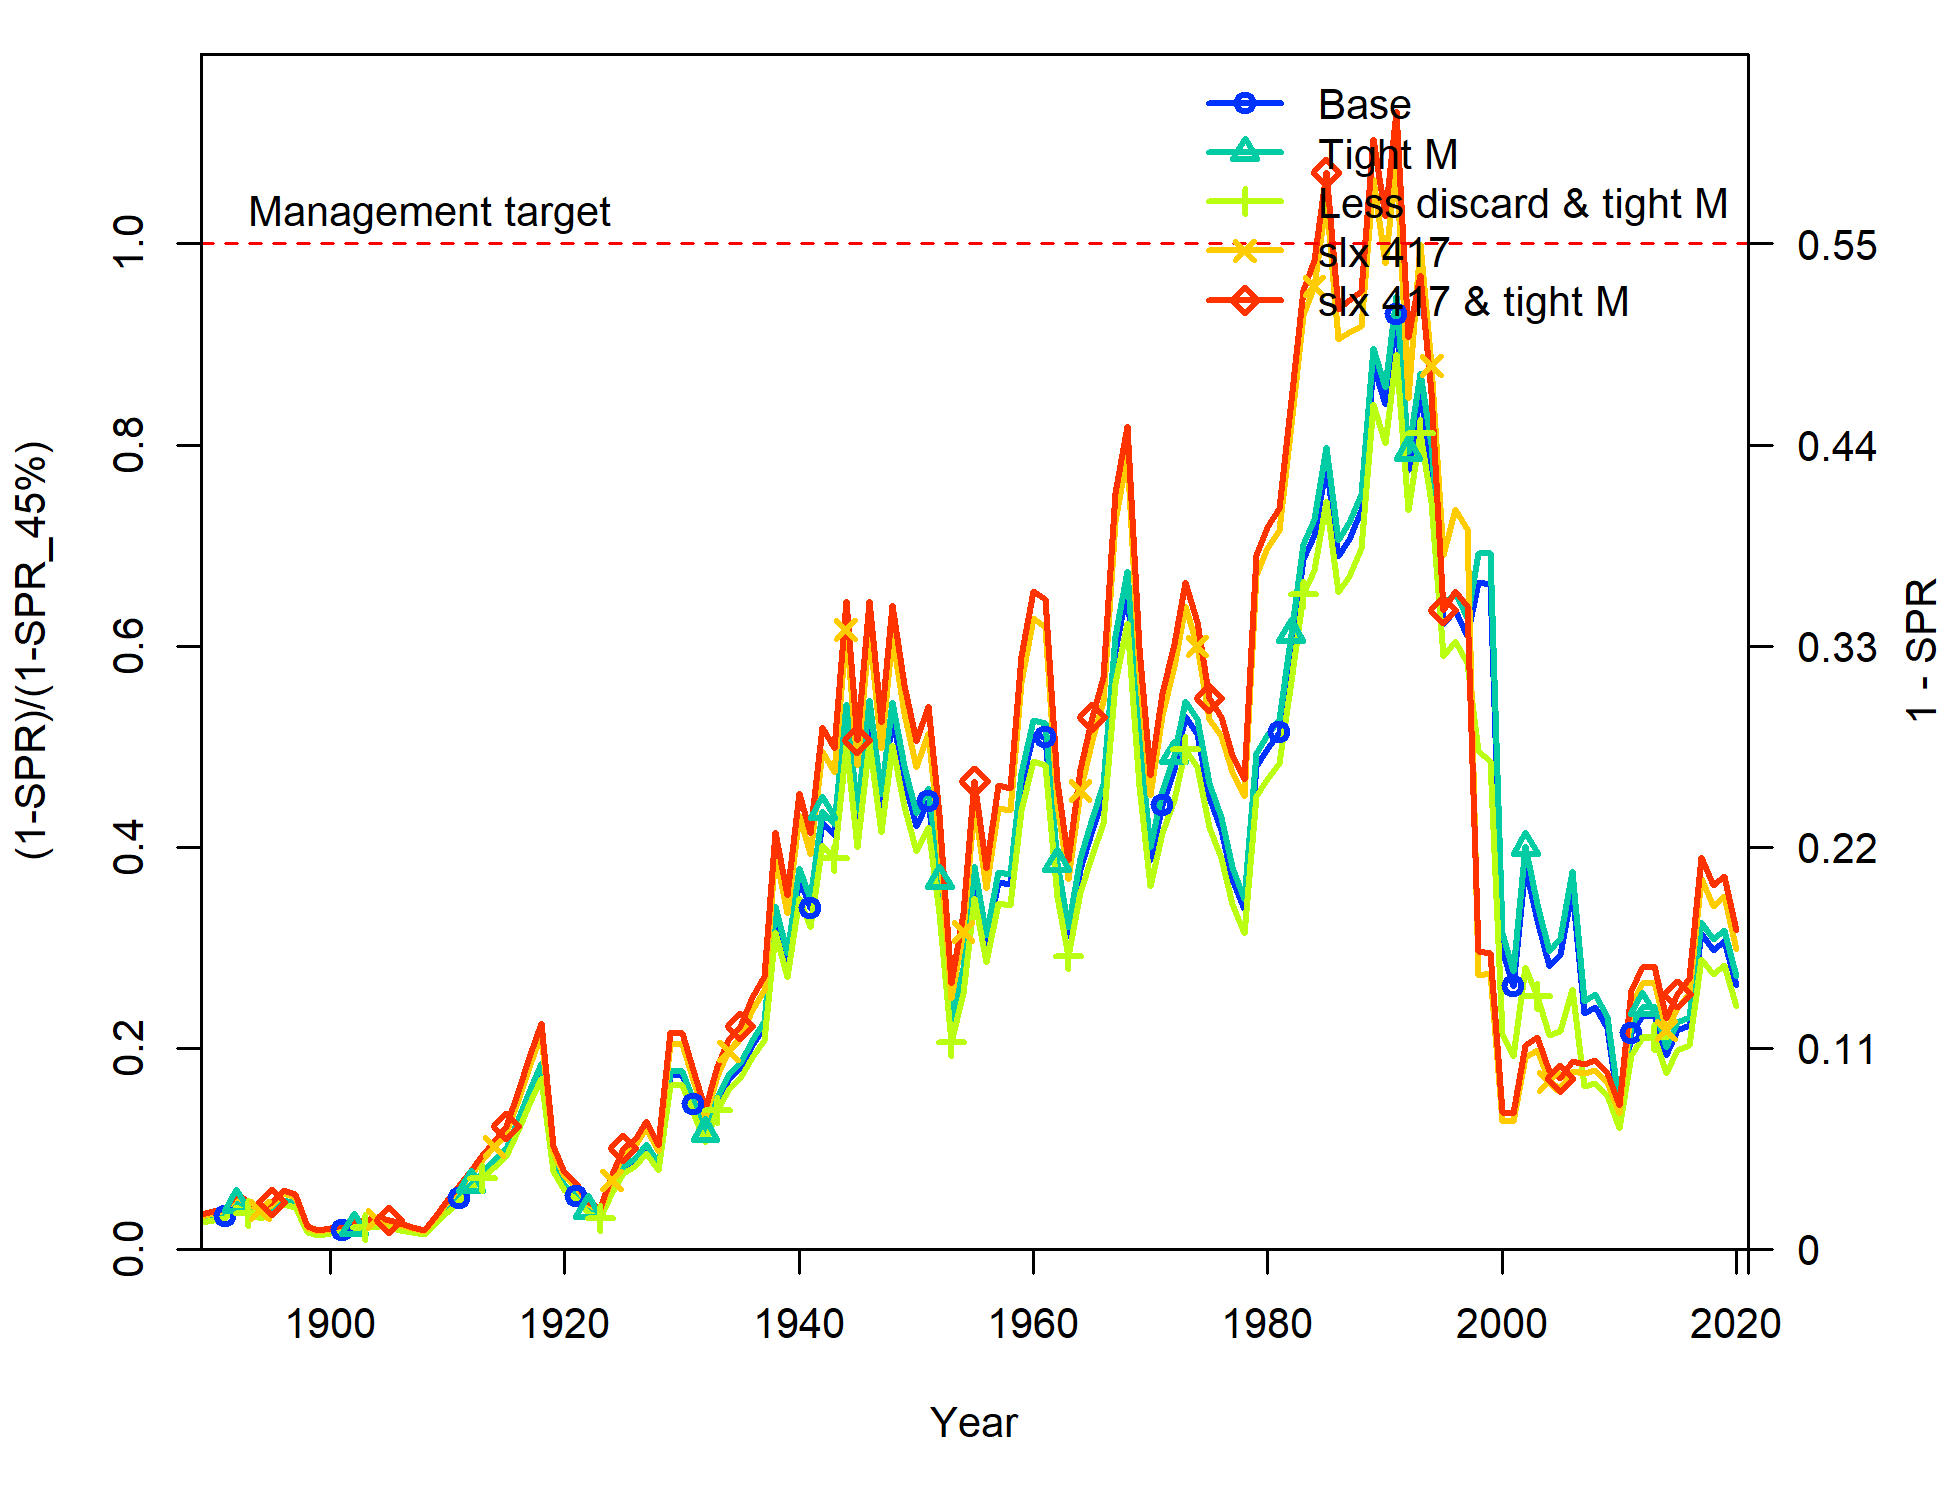 Base
Tight M
Less discard & tight M
slx 417
slx 417 & tight M
Management target
(1-SPR)/(1-SPR_45%)
0.0
0.2
0.4
0.6
0.8
1.0
1 - SPR
0
0.11
0.22
0.33
0.44
0.55
1900
1920
1940
1960
1980
2000
2020
Year